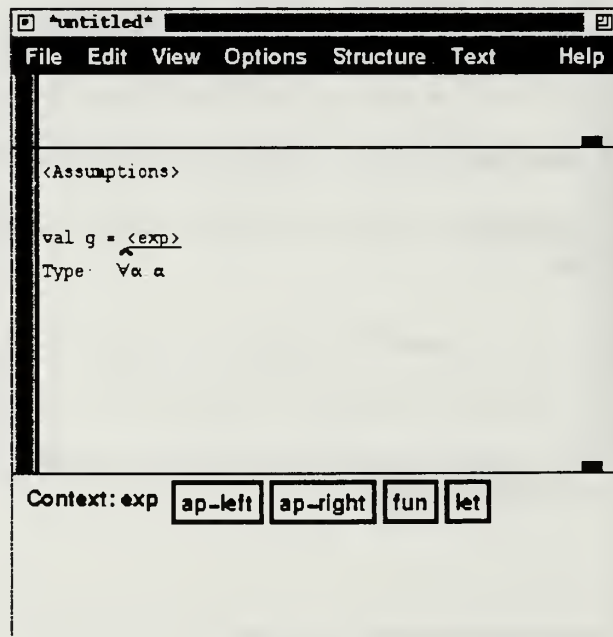 *untitled*
File Edit View Options Structure Text Help
<Assumptions>
val g = <exp>
Type: ∀α α
Context: exp ap-left ap-right fun let